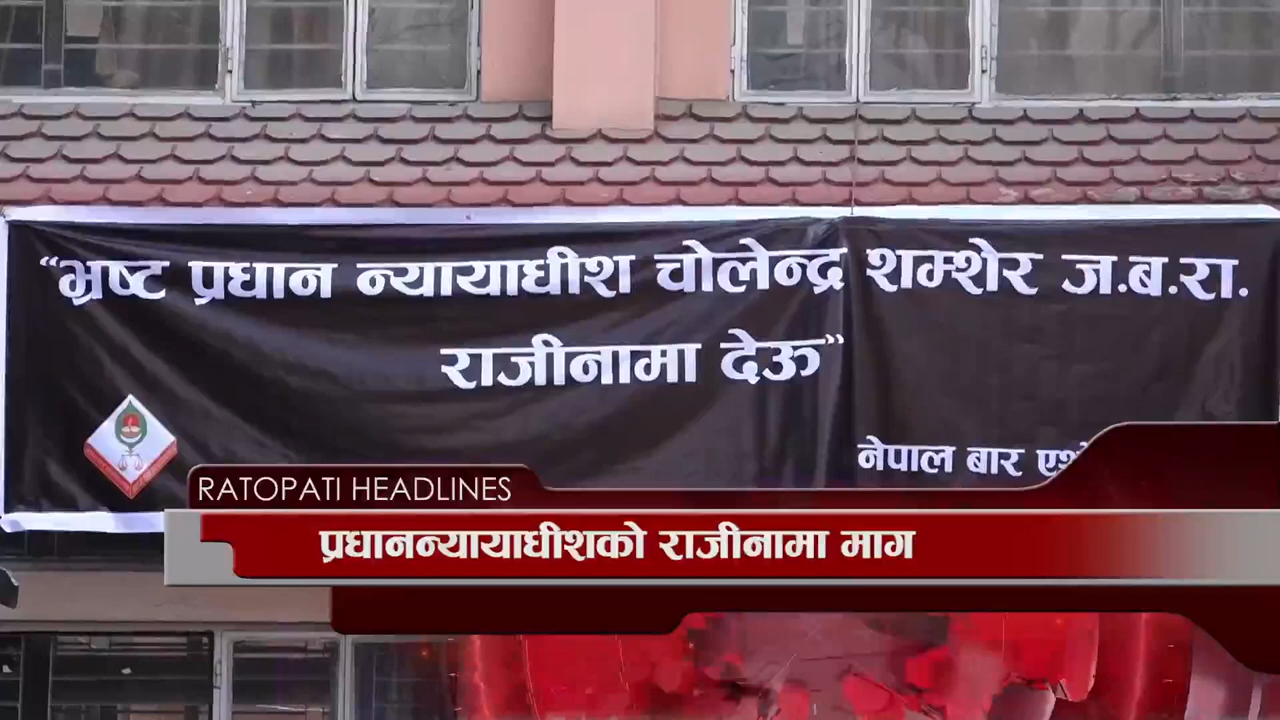 “भ्रष्ट प्रधान न्यायाधीश चोलेन्द्र शम्शेर ज.ब.रा.
राजीनामा देऊ”
नेपाल बार
RATOPATI HEADLINES
प्रधानन्यायाधीशको राजीनामा माग